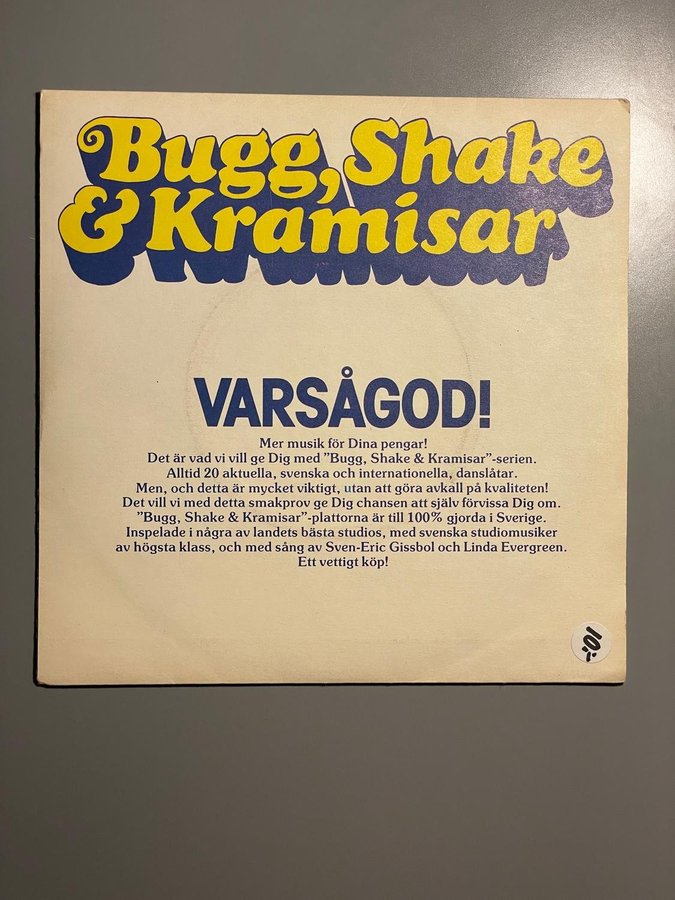 Bugg, Shake
& Kramisar
VARSÅGOD!
Mer musik för Dina pengar!
Det är vad vi vill ge Dig med ”Bugg, Shake & Kramisar”-serien.
Alltid 20 aktuella, svenska och internationella, danslåtar.
Men, och detta är mycket viktigt, utan att göra avkall på kvaliteten!
Det vill vi med detta smakprov ge Dig chansen att själv förvissa Dig om.
”Bugg, Shake & Kramisar”-plattorna är till 100% gjorda i Sverige.
Inspelade i några av landets bästa studios, med svenska studiomusiker
av högsta klass, och med sång av Sven-Eric Gissbol och Linda Evergreen.
Ett vettigt köp!
10:-